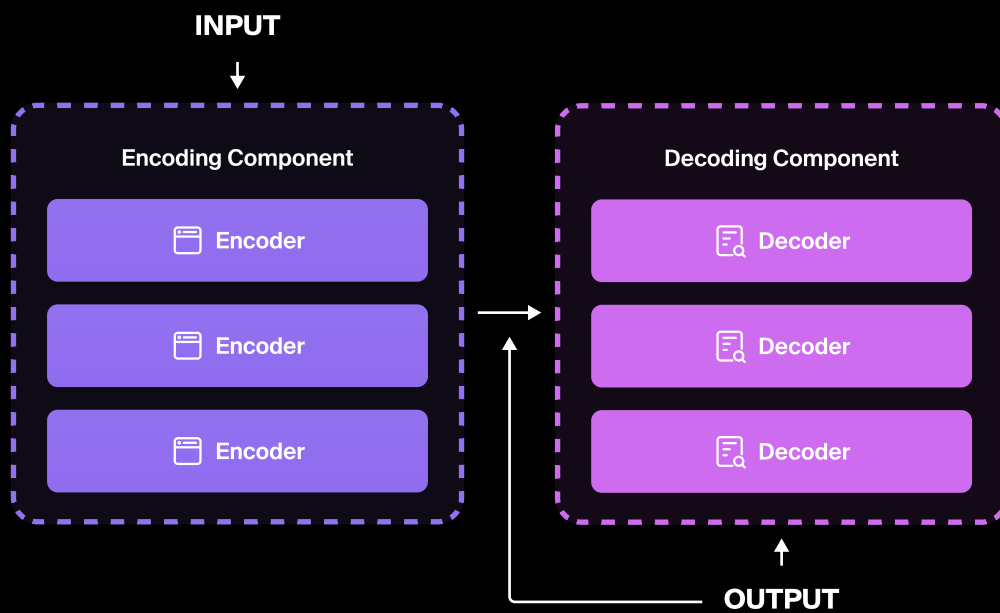 INPUT
Encoding Component
Encoder
Encoder
Encoder
Decoding Component
Decoder
Decoder
Decoder
OUTPUT